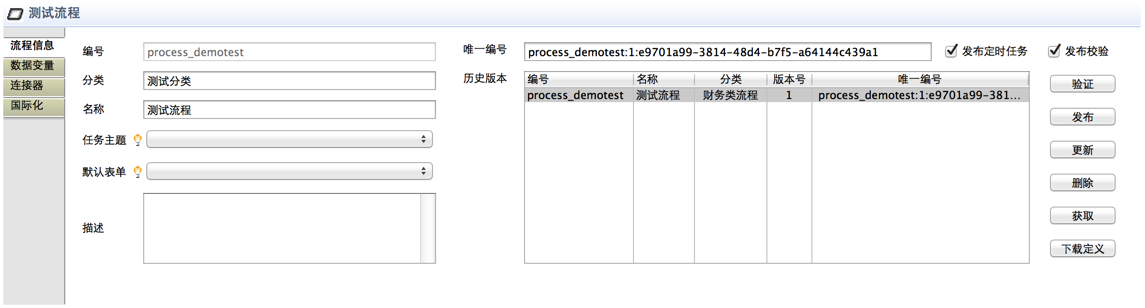 测试流程
流程信息
数据变量
连接器
国际化
编号 process_demotest
分类 测试分类
名称 测试流程
任务主题
默认表单
描述
唯一编号 process_demotest:1:e9701a99-3814-48d4-b7f5-a64144c439a1 发布定时任务 发布校验
历史版本
编号 名称 分类 版本号 唯一编号
process_demotest 测试流程 财务类流程 1 process_demotest:1:e9701a99-381...
验证
发布
更新
删除
获取
下载定义